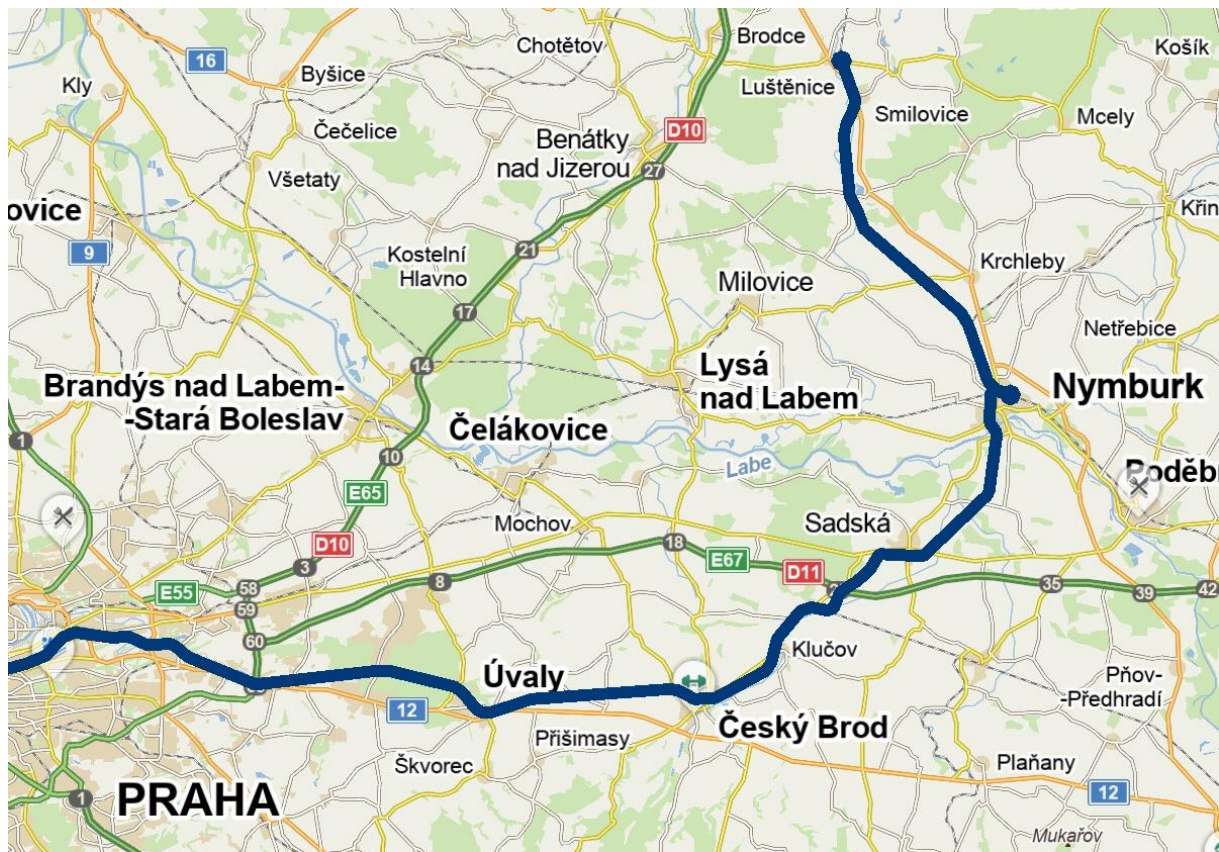 Chotětov
Brodce
Košík
16
Byšice
Kly
Luštěnice
Smilovice
Mcely
Čečelice
D10
Benátky
nad Jizerou
27
Všetaty
ovice
Křin
9
21
Kostelní
Hlavno
Krchleby
Milovice
17
Netřebice
14
Lysá
nad Labem
Nymburk
Brandýs nad Labem-
-Stará Boleslav
Čelákovice
1
10
Labe
E65
Mochov
Sadská
D10
18
E67
D11
3
8
58
E55
59
35
39
42
60
Klučov
Úvaly
Pňov-
-Předhradí
12
Český Brod
Přišimasy
Škvorec
Plaňany
1
PRAHA
12
Mukařov